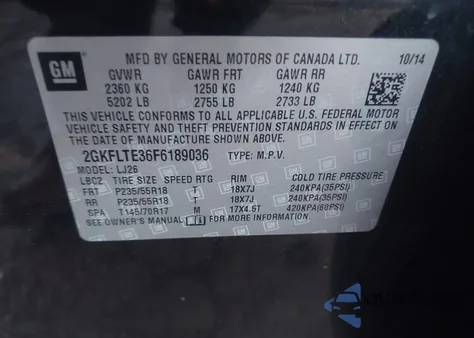 GM
MFD BY GENERAL MOTORS OF CANADA LTD. 10/14
GVWR GAWR FRT GAWR RR
2360 KG 1250 KG 1240 KG
5202 LB 2755 LB 2733 LB
THIS VEHICLE CONFORMS TO ALL APPLICABLE U.S. FEDERAL MOTOR
VEHICLE SAFETY, BUMPER, AND THEFT PREVENTION STANDARDS IN EFFECT ON
THE DATE OF MANUFACTURE SHOWN ABOVE.
2GKFLTE36F6189036 TYPE: M.P.V.
MODEL: LJ26
LBC2 TIRE SIZE SPEED RTG RIM COLD TIRE PRESSURE
FRT P235/55R18 T 18X7J 240KPA(35PSI)
RR P235/55R18 T 18X7J 240KPA(35PSI)
SPA T145/70R17 M 17X4.5T 420KPA(60PSI)
SEE OWNER'S MANUAL FOR ADDITIONAL INFORMATION.